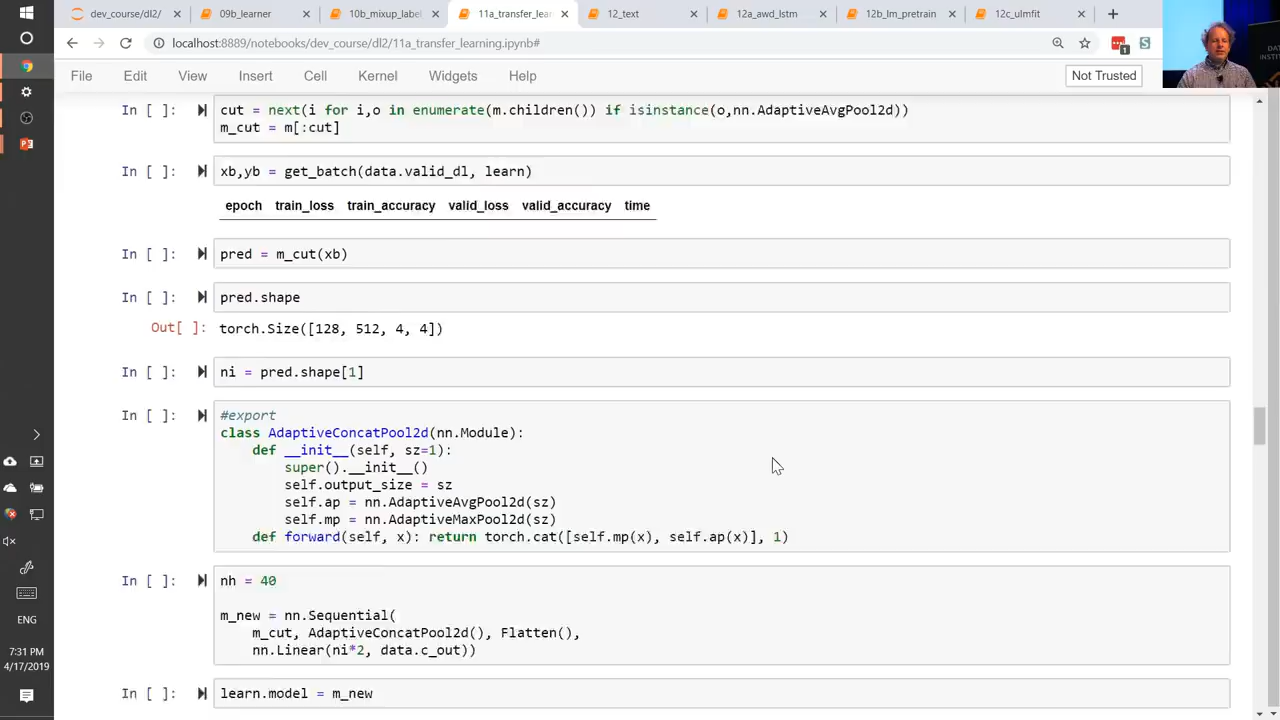 dev_course/dl2/
09b_learner
10b_mixup_label
11a_transfer_lea
12_text
12a_awd_lstm
12b_lm_pretrain
12c_ulmfit
localhost:8889/notebooks/dev_course/dl2/11a_transfer_learning.ipynb#
File Edit View Insert Cell Kernel Widgets Help
Not Trusted
In [ ]: cut = next(i for i,o in enumerate(m.children()) if isinstance(o,nn.AdaptiveAvgPool2d))
m_cut = m[:cut]
In [ ]: xb,yb = get_batch(data.valid_dl, learn)
epoch train_loss train_accuracy valid_loss valid_accuracy time
In [ ]: pred = m_cut(xb)
In [ ]: pred.shape
Out[ ]: torch.Size([128, 512, 4, 4])
In [ ]: ni = pred.shape[1]
In [ ]: #export
class AdaptiveConcatPool2d(nn.Module):
def __init__(self, sz=1):
super().__init__()
self.output_size = sz
self.ap = nn.AdaptiveAvgPool2d(sz)
self.mp = nn.AdaptiveMaxPool2d(sz)
def forward(self, x): return torch.cat([self.mp(x), self.ap(x)], 1)
In [ ]: nh = 40
m_new = nn.Sequential(
m_cut, AdaptiveConcatPool2d(), Flatten(),
nn.Linear(ni*2, data.c_out))
In [ ]: learn.model = m_new
ENG
7:31 PM
4/17/2019